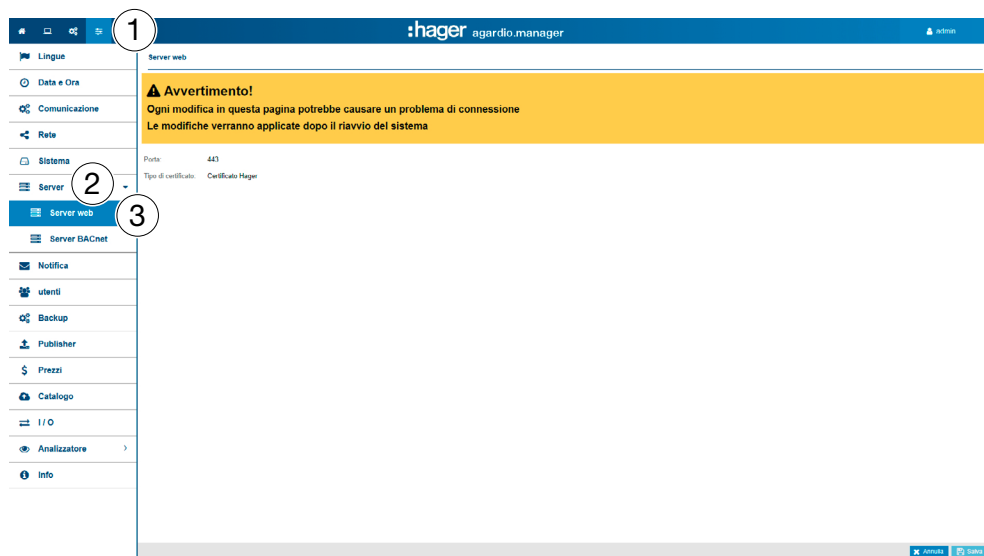 1
:hager agardio.manager
admin
Lingue
Server web
Data e Ora
Avvertimento!
Comunicazione
Ogni modifica in questa pagina potrebbe causare un problema di connessione
Le modifiche verranno applicate dopo il riavvio del sistema
Rete
Sistema
Porta: 443
Tipo di certificato: Certificato Hager
Server
2
Server web
3
Server BACnet
Notifica
utenti
Backup
Publisher
Prezzi
Catalogo
I / O
Analizzatore
Info
Annulla
Salva